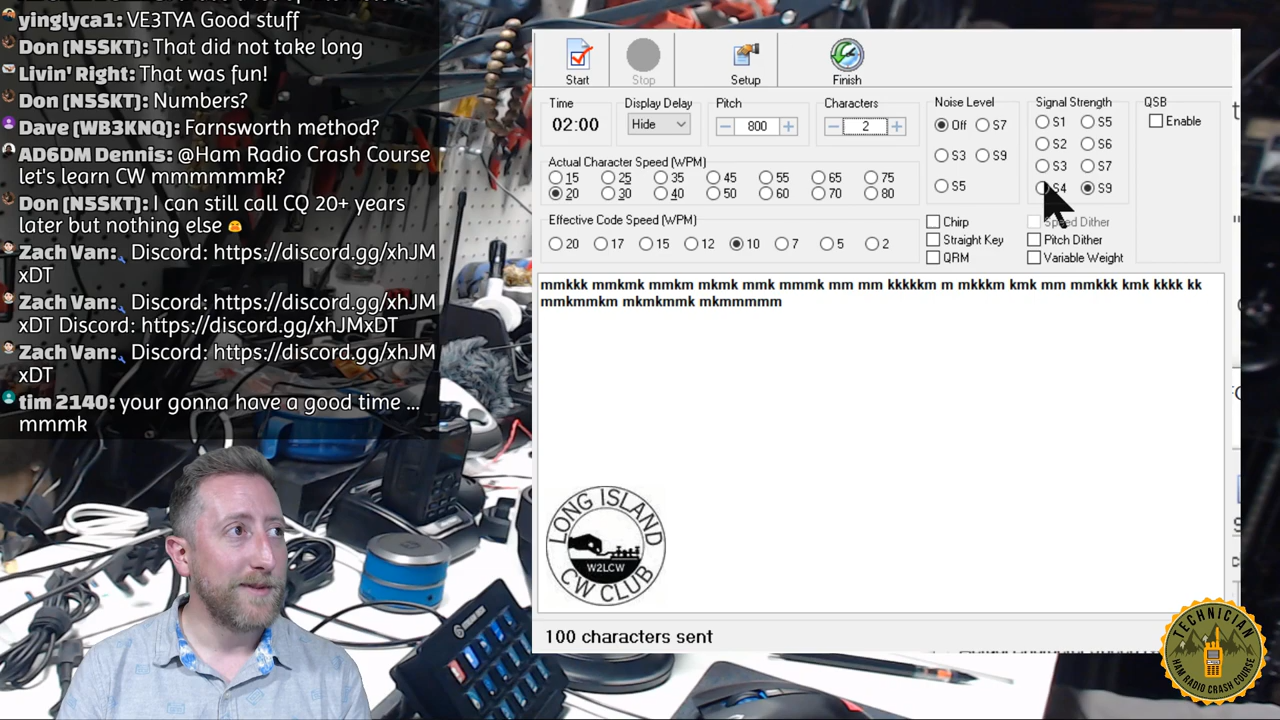 yinglyca1: VE3TYA Good stuff
Don (N5SKT): That did not take long
Livin' Right: That was fun!
Don (N5SKT): Numbers?
Dave (WB3KNQ): Farnsworth method?
AD6DM Dennis: @Ham Radio Crash Course
let's learn CW mmmmmmk?
Don (N5SKT): I can still call CQ 20+ years
later but nothing else
Zach Van: Discord: https://discord.gg/xhJM
xDT
Zach Van: Discord: https://discord.gg/xhJM
xDT Discord: https://discord.gg/xhJMxDT
Zach Van: Discord: https://discord.gg/xhJM
xDT
tim 2140: your gonna have a good time ...
mmmk
Start Stop Setup Finish
Time
02:00
Display Delay
Hide
Pitch
800
Characters
2
Noise Level
Off S7
S3 S9
S5
Signal Strength
S1 S5
S2 S6
S3 S7
S4 S9
QSB
Enable
Actual Character Speed (WPM)
15 25 35 45 55 65 75
20 30 40 50 60 70 80
Effective Code Speed (WPM)
20 17 15 12 10 7 5 2
Chirp
Straight Key
QRM
Speed Dither
Pitch Dither
Variable Weight
mmkkk mmkmk mmkm mkmk mmk mmmk mm mm kkkkkm m mkkkm kmk mm mmkkk kmk kkkk kk
mmkmmkm mkmkmmk mkmmmmm
LONG ISLAND
W2LCW
CW CLUB
100 characters sent
TECHNICIAN
HAM RADIO CRASH COURSE